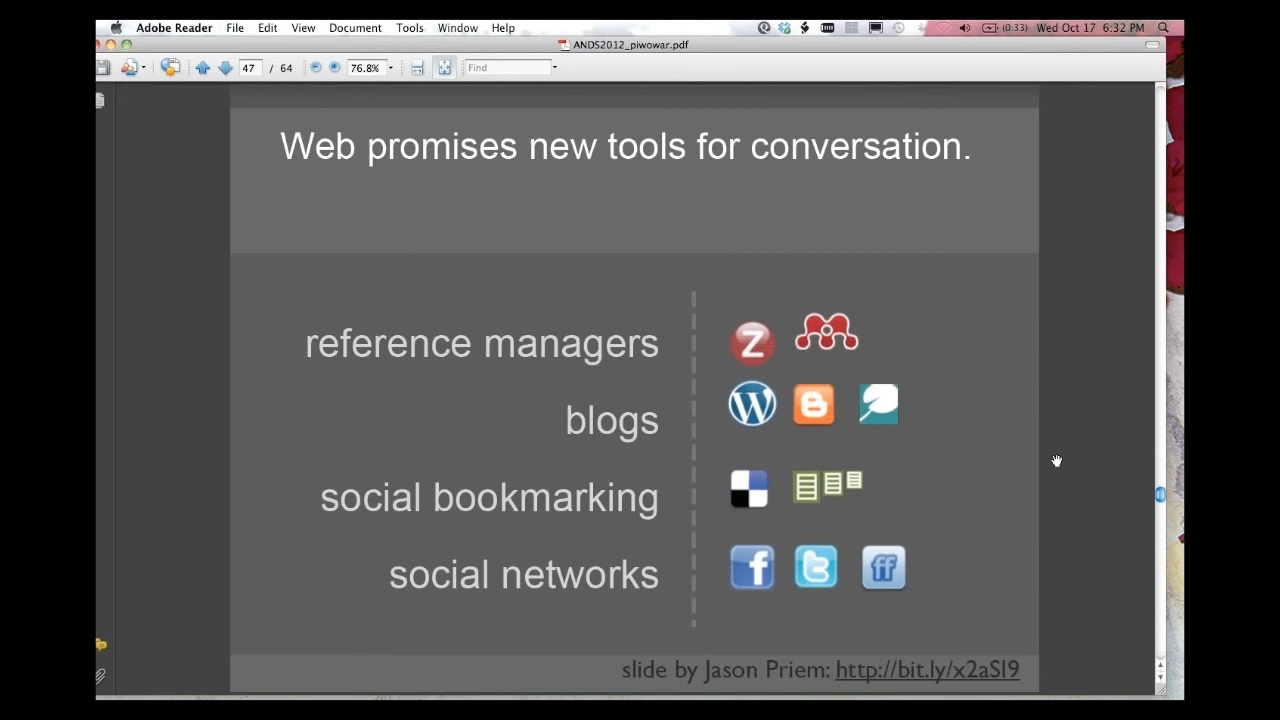 Adobe Reader File Edit View Document Tools Window Help (0:33) Wed Oct 17 6:32 PM
ANDS2012_piwowar.pdf
47 / 64 76.8% Find
Web promises new tools for conversation.
reference managers Z
blogs W B
social bookmarking
social networks f t ff
slide by Jason Priem: http://bit.ly/x2aSl9